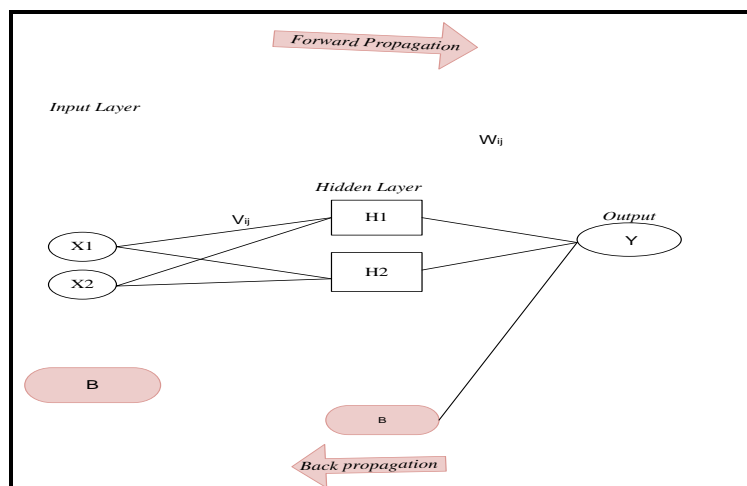 Forward Propagation
Input Layer
Wij
Hidden Layer
Vij
H1
Output
X1
Y
H2
X2
B
B
Back propagation